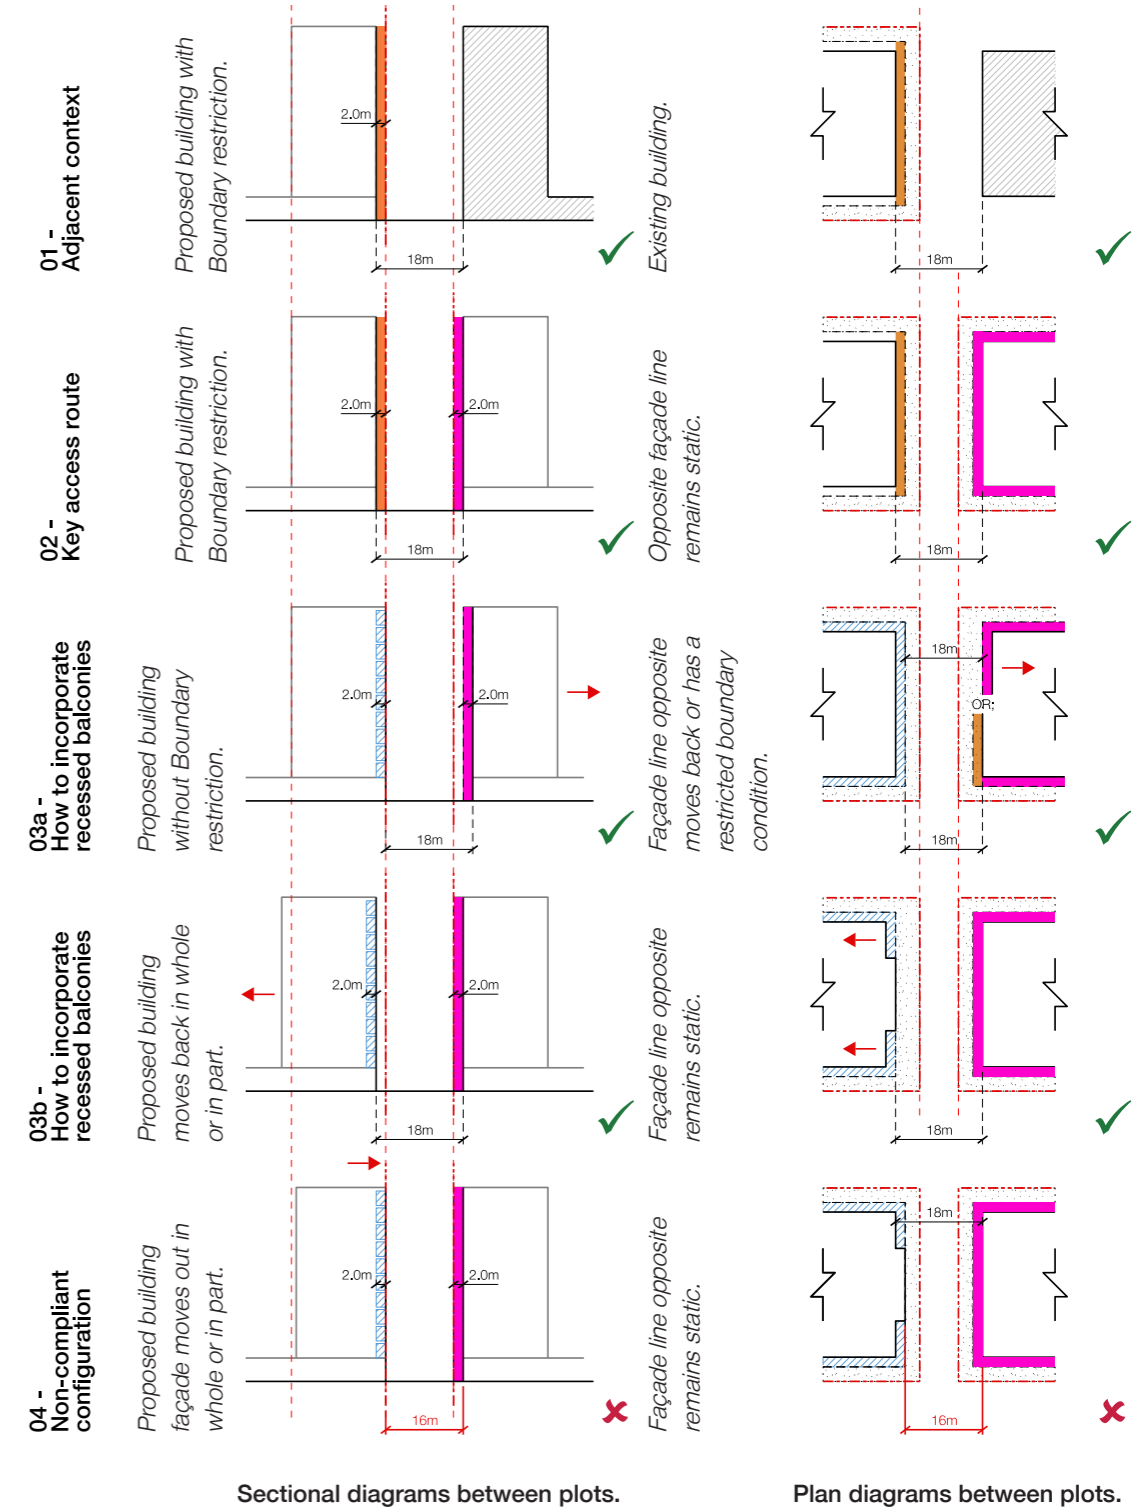 01 -
Adjacent context
Proposed building with
Boundary restriction.
2.0m
18m
Existing building.
18m
02 -
Key access route
Proposed building with
Boundary restriction.
2.0m
2.0m
18m
Opposite façade line
remains static.
18m
03a -
How to incorporate
recessed balconies
Proposed building
without Boundary
restriction.
2.0m
2.0m
18m
Façade line opposite
moves back or has a
restricted boundary
condition.
18m
OR;
18m
03b -
How to incorporate
recessed balconies
Proposed building
moves back in whole
or in part.
2.0m
2.0m
18m
Façade line opposite
remains static.
18m
04 -
Non-compliant
configuration
Proposed building
façade moves out in
whole or in part.
2.0m
2.0m
16m
Façade line opposite
remains static.
18m
16m
Sectional diagrams between plots.
Plan diagrams between plots.